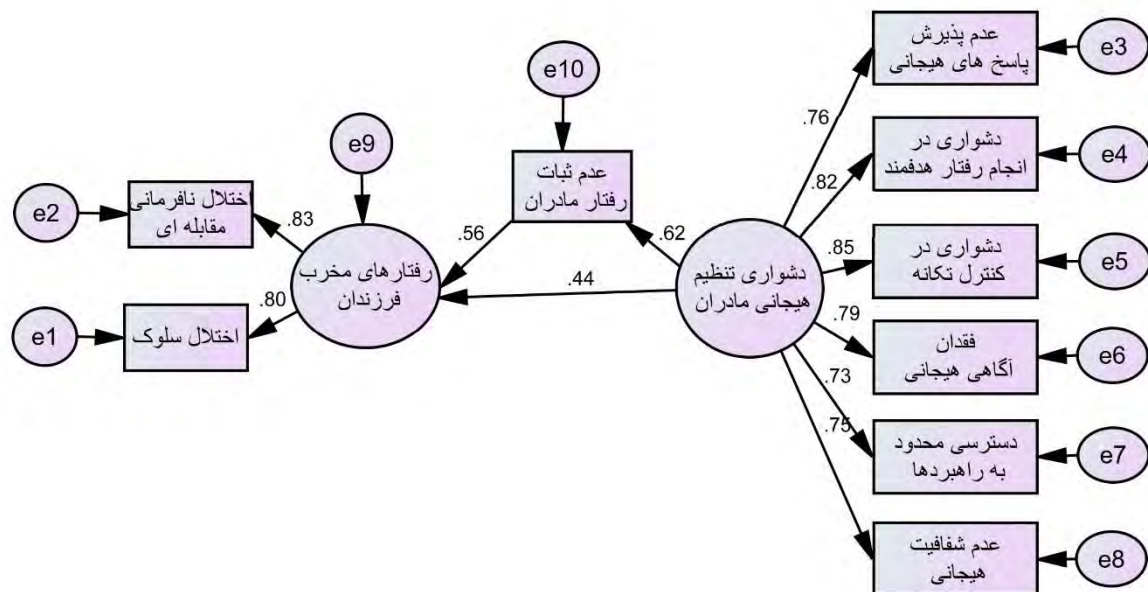 عدم پذیرش
پاسخ های هیجانی
e3
e10
.76
دشواری در
انجام رفتار هدفمند
e4
e9
عدم ثبات
رفتار مادران
.82
اختلال نافرمانی
مقابله ای
e2
.83
.56
.62
دشواری در
کنترل تکانه
e5
.85
رفتارهای مخرب
فرزندان
دشواری تنظیم
هیجانی مادران
.44
.80
.79
اختلال سلوک
e1
فقدان
آگاهی هیجانی
e6
.73
.75
دسترسی محدود
به راهبردها
e7
عدم شفافیت
هیجانی
e8